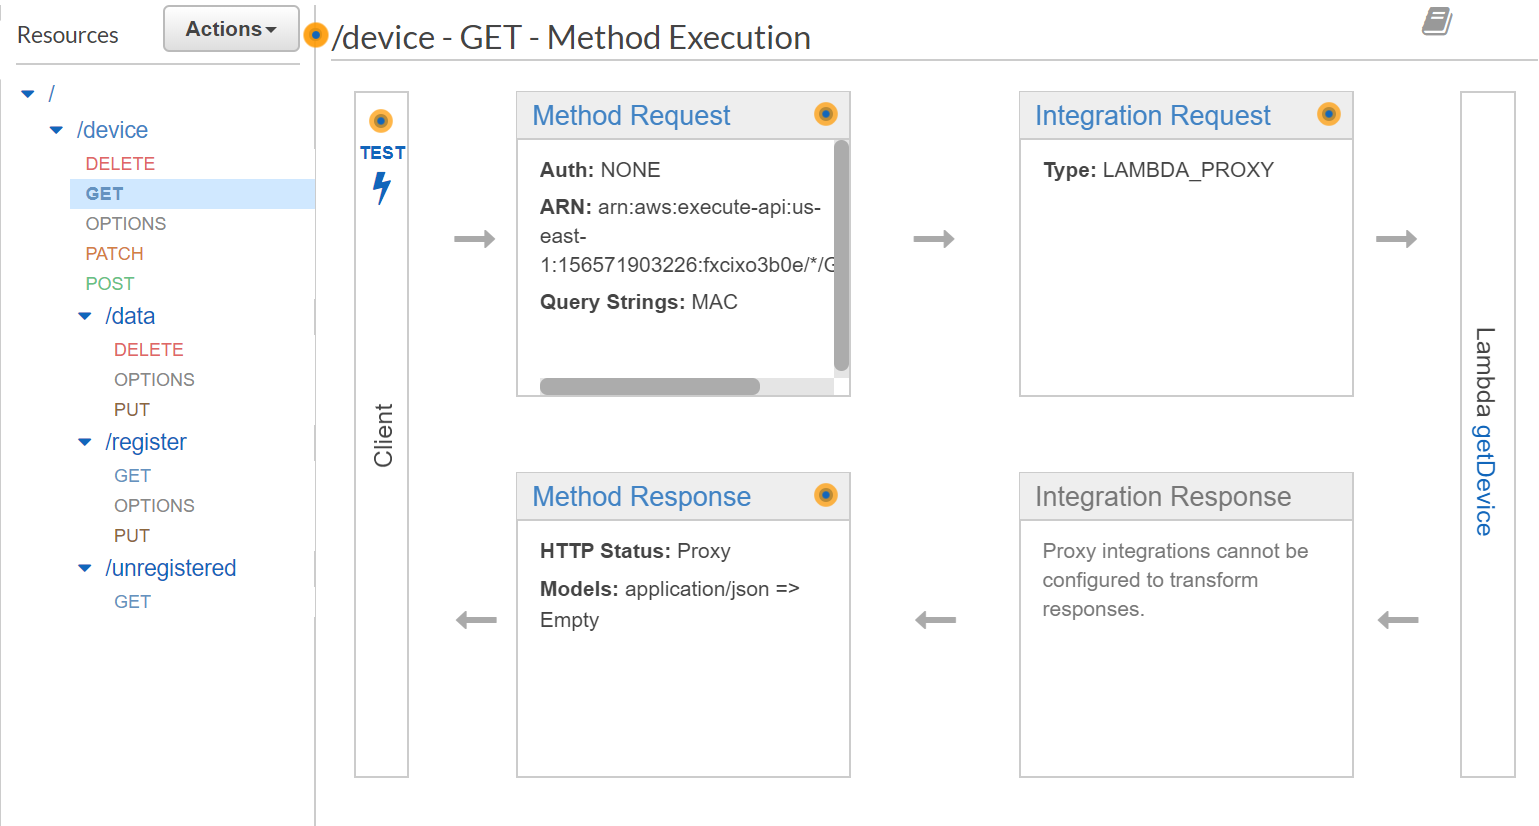 Resources
Actions
/device - GET - Method Execution
/
/device
DELETE
GET
OPTIONS
PATCH
POST
/data
DELETE
OPTIONS
PUT
/register
GET
OPTIONS
PUT
/unregistered
GET
TEST
Client
Method Request
Auth: NONE
ARN: arn:aws:execute-api:us-
east-
1:156571903226:fxcixo3b0e/*/G
Query Strings: MAC
Integration Request
Type: LAMBDA_PROXY
Lambda getDevice
Method Response
HTTP Status: Proxy
Models: application/json =>
Empty
Integration Response
Proxy integrations cannot be
configured to transform
responses.